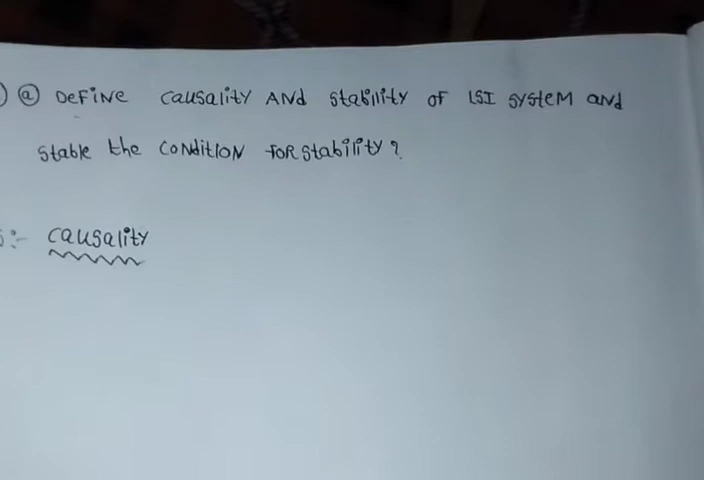 ⓐ Define causality and stability of LSI system and
stable the condition for stability?
:- causality